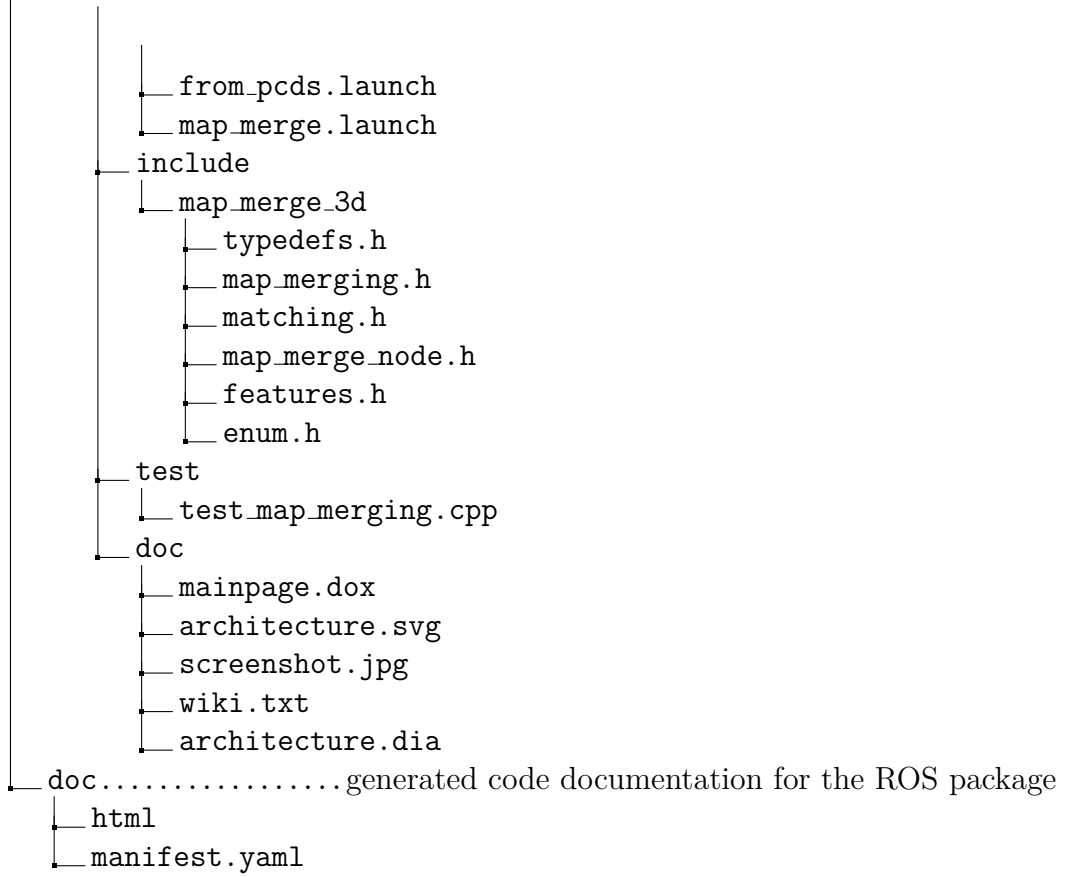 from_pcds.launch
map_merge.launch
include
map_merge_3d
typedefs.h
map_merging.h
matching.h
map_merge_node.h
features.h
enum.h
test
test_map_merging.cpp
doc
mainpage.dox
architecture.svg
screenshot.jpg
wiki.txt
architecture.dia
doc.................generated code documentation for the ROS package
html
manifest.yaml